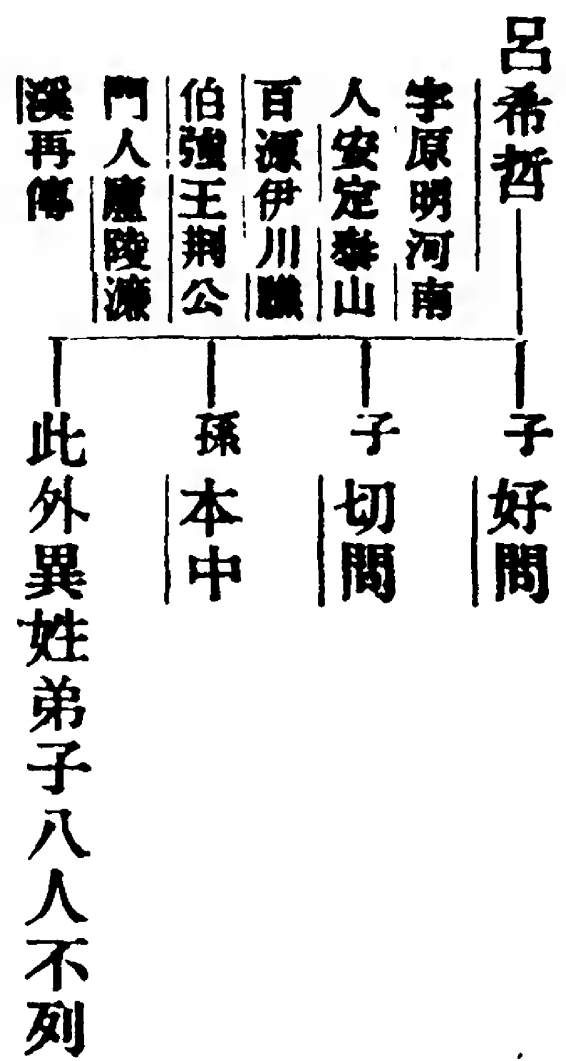 呂希哲
字原明河南
人安定泰山
百源伊川
伯強王荆公
門人廬陵濂
溪再傳
子 好問
子 切問
孫 本中
此外異姓弟子八人不列